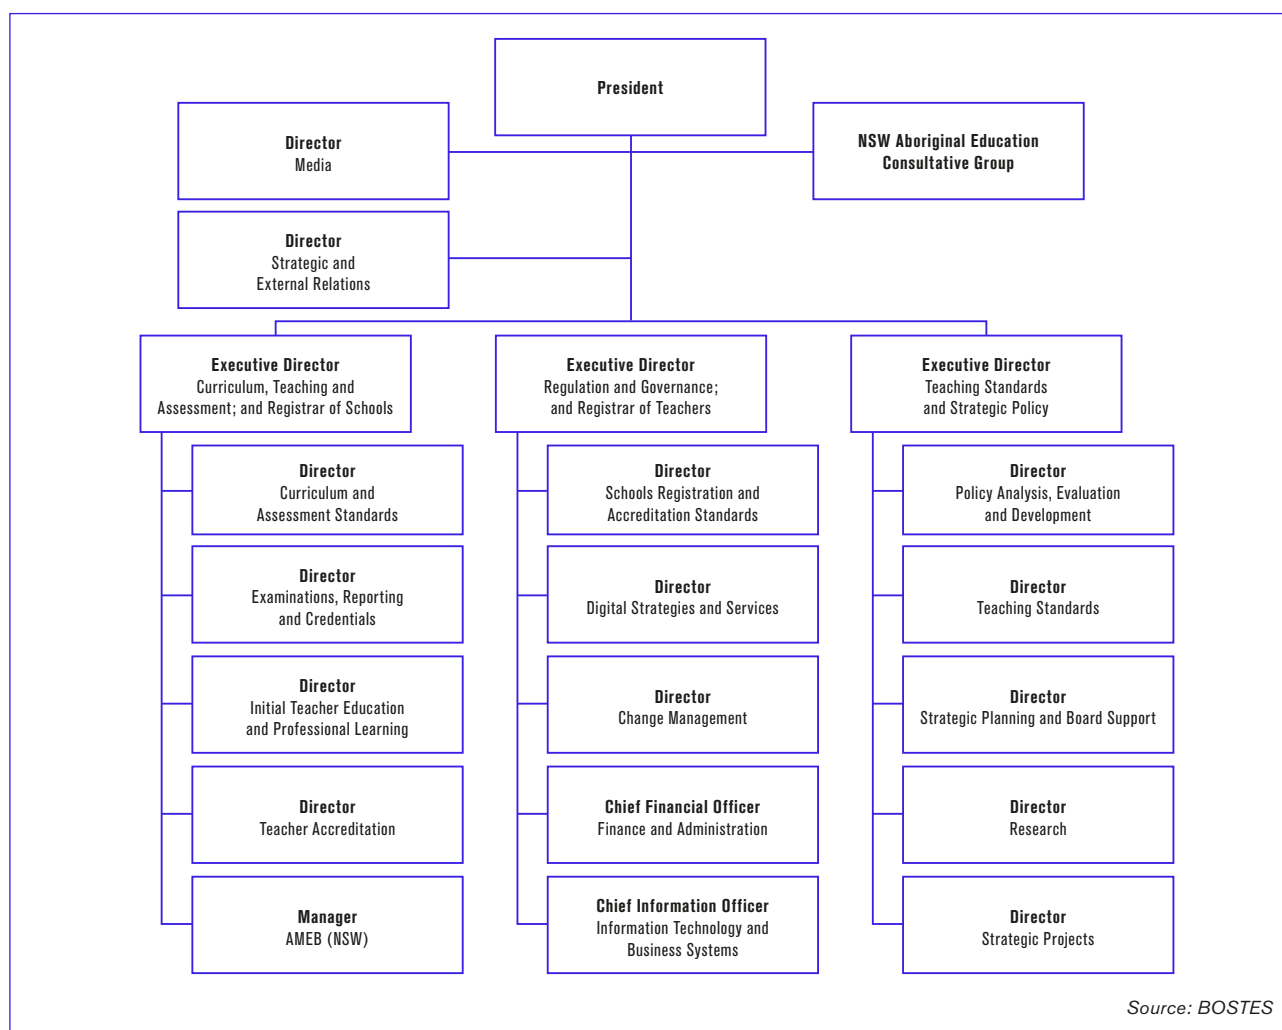 President
Director
Media
NSW Aboriginal Education
Consultative Group
Director
Strategic and
External Relations
Executive Director
Curriculum, Teaching and
Assessment; and Registrar of Schools
Executive Director
Regulation and Governance;
and Registrar of Teachers
Executive Director
Teaching Standards
and Strategic Policy
Director
Curriculum and
Assessment Standards
Director
Examinations, Reporting
and Credentials
Director
Initial Teacher Education
and Professional Learning
Director
Teacher Accreditation
Manager
AMEB (NSW)
Director
Schools Registration and
Accreditation Standards
Director
Digital Strategies and Services
Director
Change Management
Chief Financial Officer
Finance and Administration
Chief Information Officer
Information Technology and
Business Systems
Director
Policy Analysis, Evaluation
and Development
Director
Teaching Standards
Director
Strategic Planning and Board Support
Director
Research
Director
Strategic Projects
Source: BOSTES